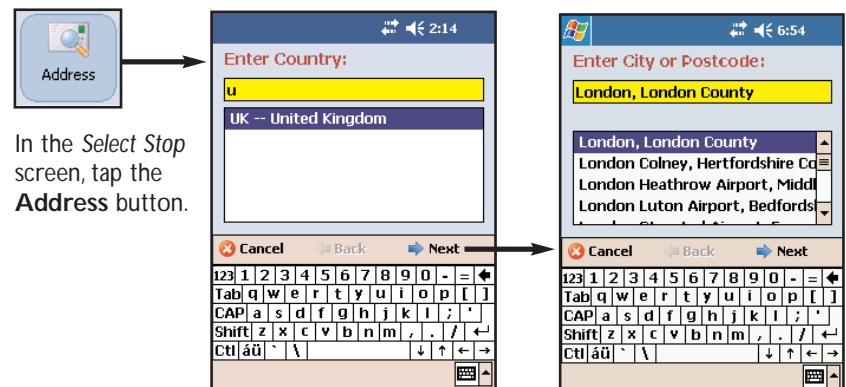 Address
In the Select Stop
screen, tap the
Address button.
2:14
Enter Country:
u
UK -- United Kingdom
Cancel Back Next
123 1 2 3 4 5 6 7 8 9 0 - =
Tab q w e r t y u i o p [ ]
CAP a s d f g h j k l ; '
Shift z x c v b n m , . /
Ctl áü ` \
6:54
Enter City or Postcode:
London, London County
London, London County
London Colney, Hertfordshire Co
London Heathrow Airport, Middl
London Luton Airport, Bedfords
Cancel Back Next
123 1 2 3 4 5 6 7 8 9 0 - =
Tab q w e r t y u i o p [ ]
CAP a s d f g h j k l ; '
Shift z x c v b n m , . /
Ctl áü ` \